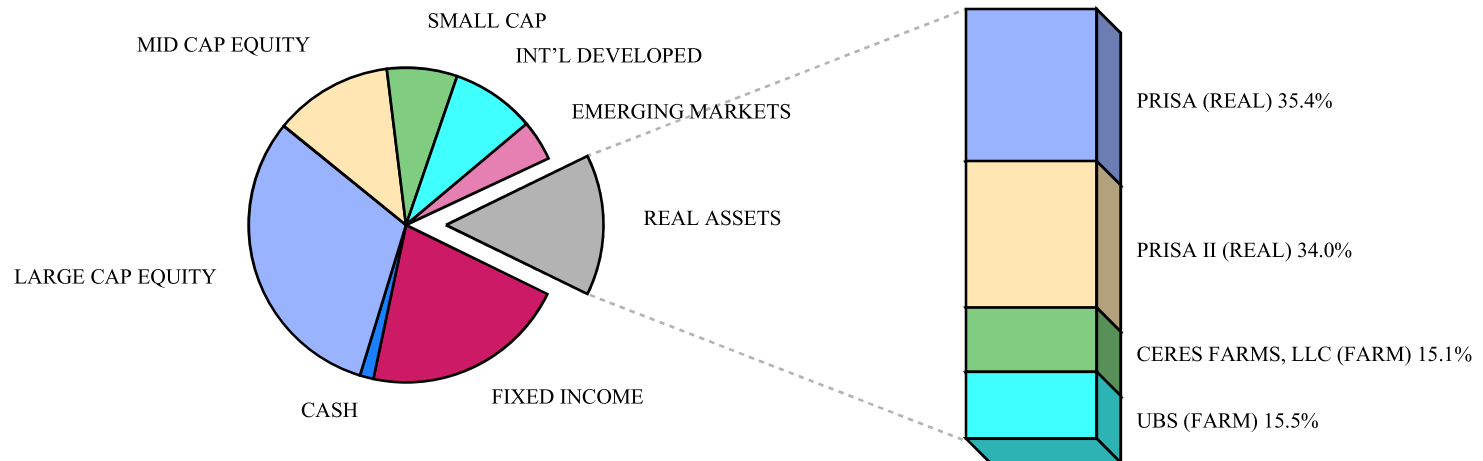 SMALL CAP
MID CAP EQUITY
INT'L DEVELOPED
EMERGING MARKETS
REAL ASSETS
LARGE CAP EQUITY
FIXED INCOME
CASH
PRISA (REAL) 35.4%
PRISA II (REAL) 34.0%
CERES FARMS, LLC (FARM) 15.1%
UBS (FARM) 15.5%